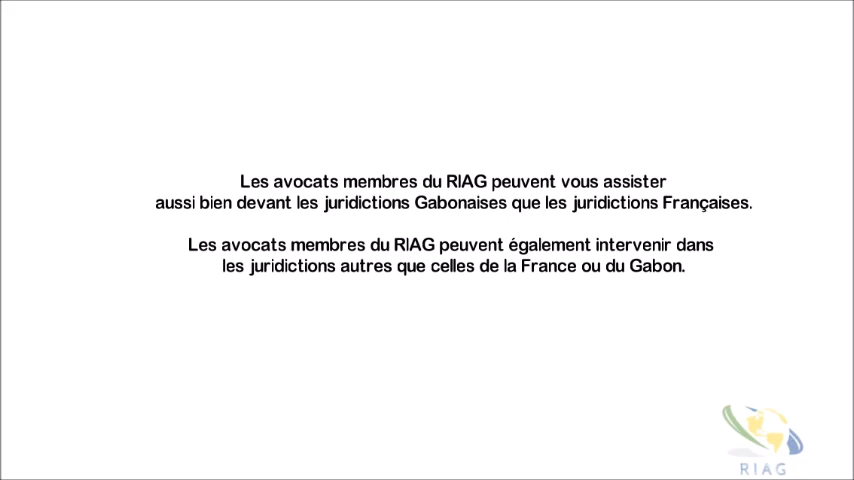 Les avocats membres du RIAG peuvent vous assister
aussi bien devant les juridictions Gabonaises que les juridictions Françaises.
Les avocats membres du RIAG peuvent également intervenir dans
les juridictions autres que celles de la France ou du Gabon.
RIAG